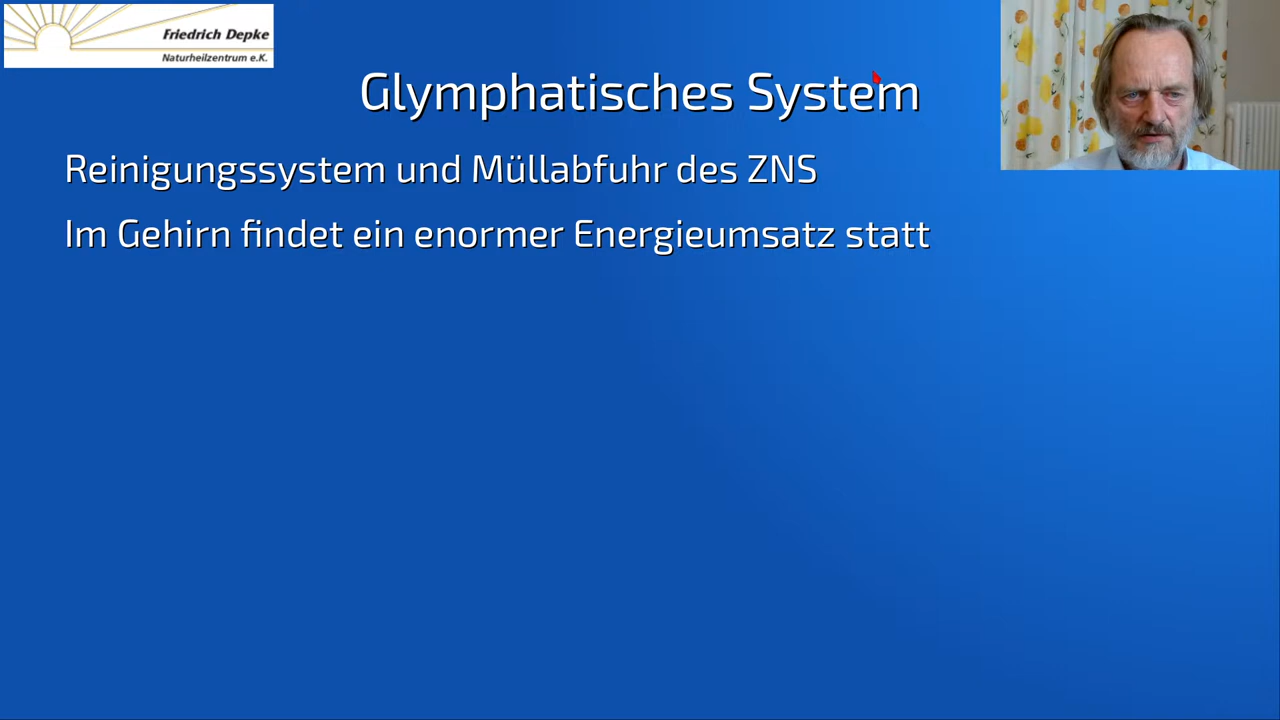 Friedrich Depke
Naturheilzentrum e.K.
Glymphatisches System
Reinigungssystem und Müllabfuhr des ZNS
Im Gehirn findet ein enormer Energieumsatz statt